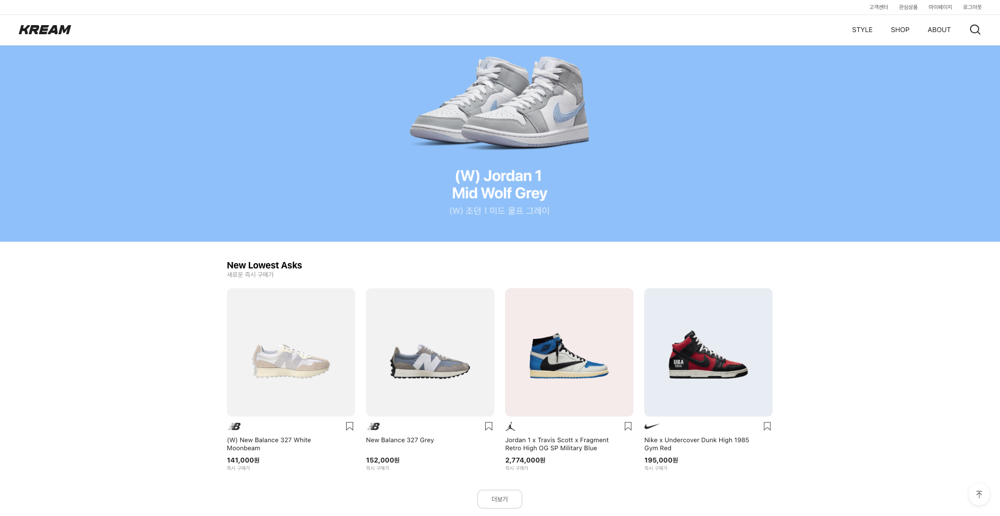 고객센터 관심상품 마이페이지 로그아웃
KREAM STYLE SHOP ABOUT
(W) Jordan 1
Mid Wolf Grey
(W) 조던 1 미드 울프 그레이
New Lowest Asks
새로운 즉시 구매가
(W) New Balance 327 White
Moonbeam
141,000원
즉시 구매가
New Balance 327 Grey
152,000원
즉시 구매가
Jordan 1 x Travis Scott x Fragment
Retro High OG SP Military Blue
2,774,000원
즉시 구매가
UBA
Nike x Undercover Dunk High 1985
Gym Red
195,000원
즉시 구매가
더보기